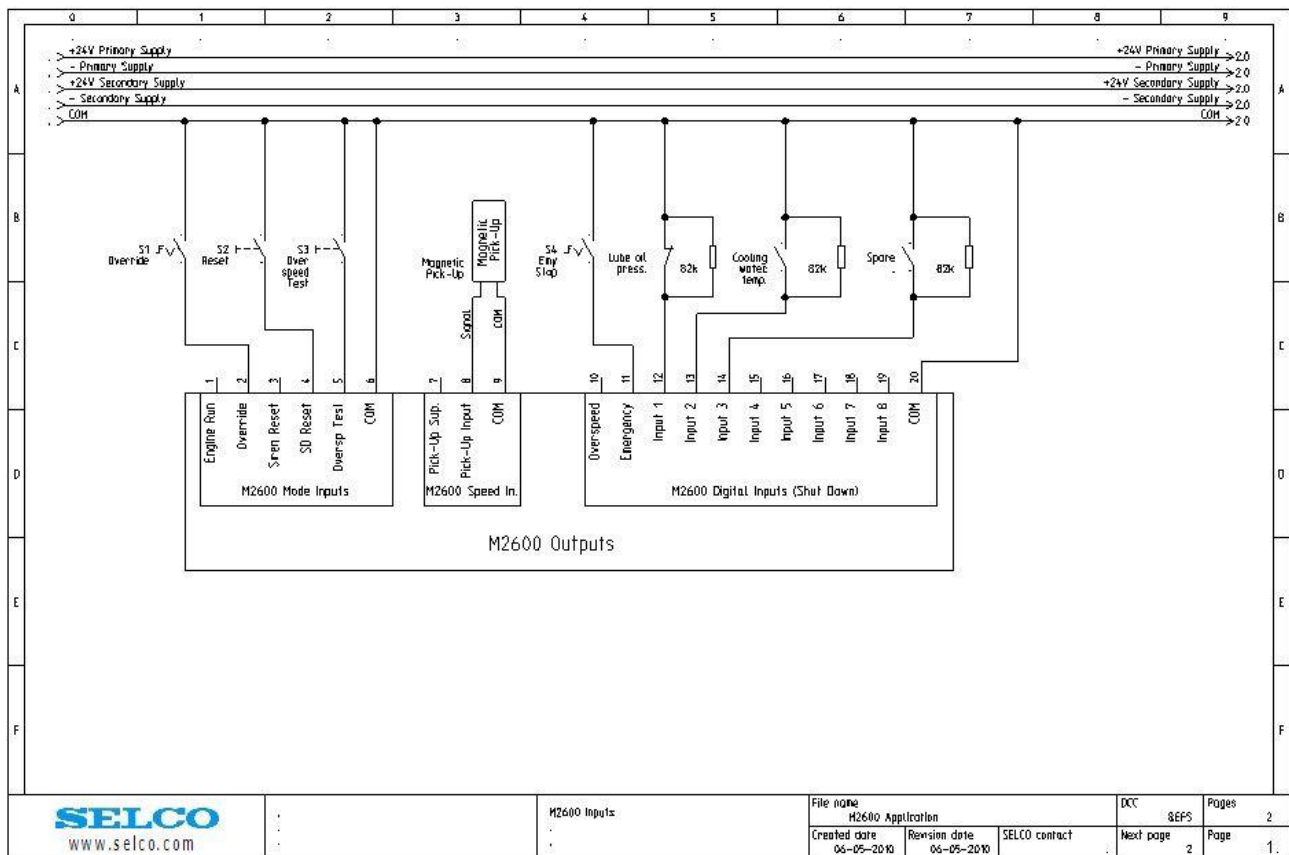 0 1 2 3 4 5 6 7 8 9
+24V Primary Supply
- Primary Supply
+24V Secondary Supply
- Secondary Supply
COM
+24V Primary Supply >2.0
- Primary Supply >2.0
+24V Secondary Supply >2.0
- Secondary Supply >2.0
COM >2.0
A A
B B
S1
Override
S2
Reset
S3
Over
speed
Test
Magnetic
Pick-Up
Magnetic
Pick-Up
S4
Emy
Stop
Lube oil
press.
82k
Cooling
water
temp.
82k
Spare
82k
Signal
COM
C C
1 2 3 4 5 6 7 8 9 10 11 12 13 14 15 16 17 18 19 20
Engine Run
Override
Siren Reset
SD Reset
Oversp Test
COM
Pick-Up Sup.
Pick-Up Input
COM
Overspeed
Emergency
Input 1
Input 2
Input 3
Input 4
Input 5
Input 6
Input 7
Input 8
COM
D D
M2600 Mode Inputs
M2600 Speed In.
M2600 Digital Inputs (Shut Down)
M2600 Outputs
E E
F F
SELCO
www.selco.com
M2600 Inputs
File name
M2600 Application
DCC
&EFS
Pages
2
Created date
06-05-2010
Revision date
06-05-2010
SELCO contact
Next page
2
Page
1.